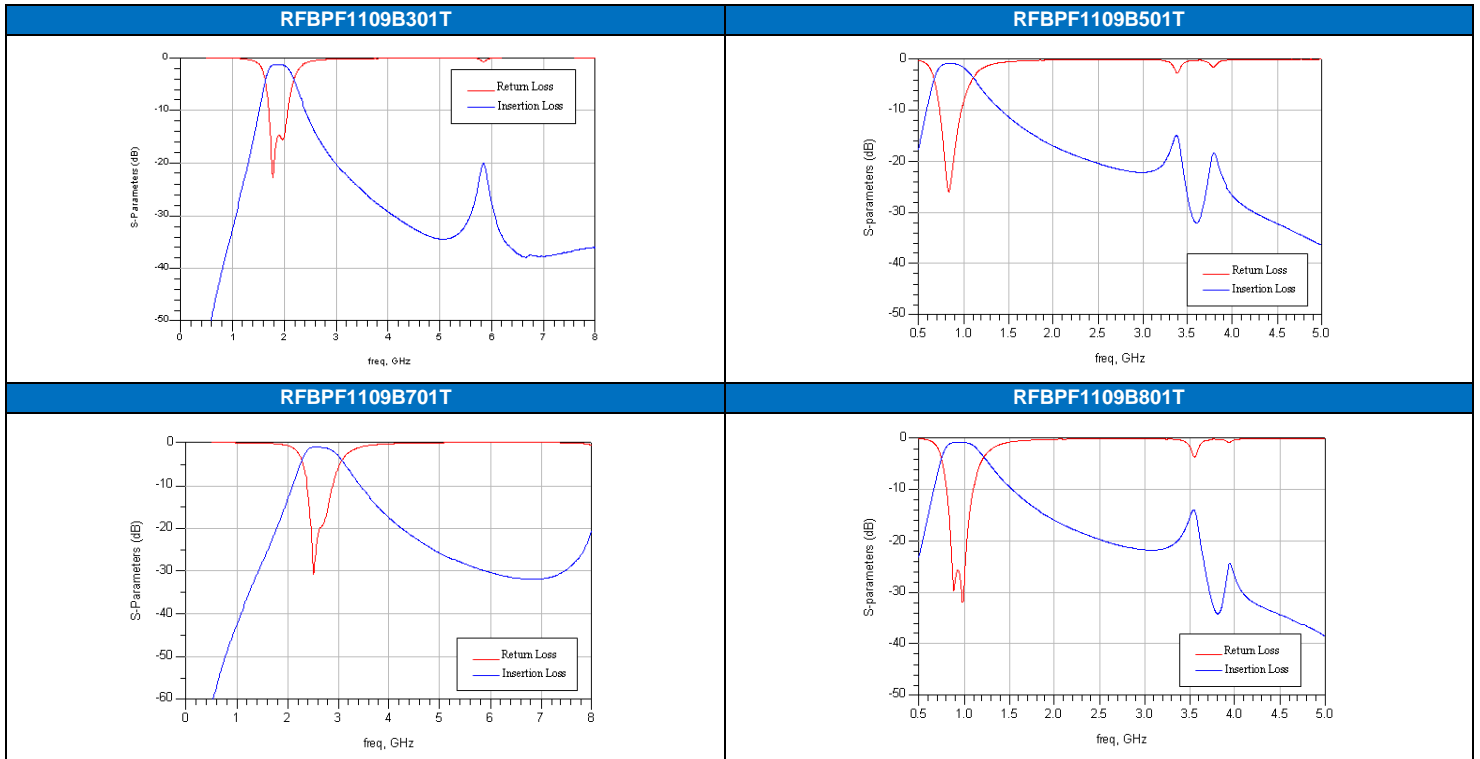 RFBPF1109B301T
RFBPF1109B501T
0
-10
-20
-30
-40
-50
S-Parameters (dB)
Return Loss
Insertion Loss
0 1 2 3 4 5 6 7 8
freq, GHz
0
-10
-20
-30
-40
-50
S-parameters (dB)
Return Loss
Insertion Loss
0.5 1.0 1.5 2.0 2.5 3.0 3.5 4.0 4.5 5.0
freq, GHz
RFBPF1109B701T
RFBPF1109B801T
0
-10
-20
-30
-40
-50
-60
S-Parameters (dB)
Return Loss
Insertion Loss
0 1 2 3 4 5 6 7 8
freq, GHz
0
-10
-20
-30
-40
-50
S-parameters (dB)
Return Loss
Insertion Loss
0.5 1.0 1.5 2.0 2.5 3.0 3.5 4.0 4.5 5.0
freq, GHz